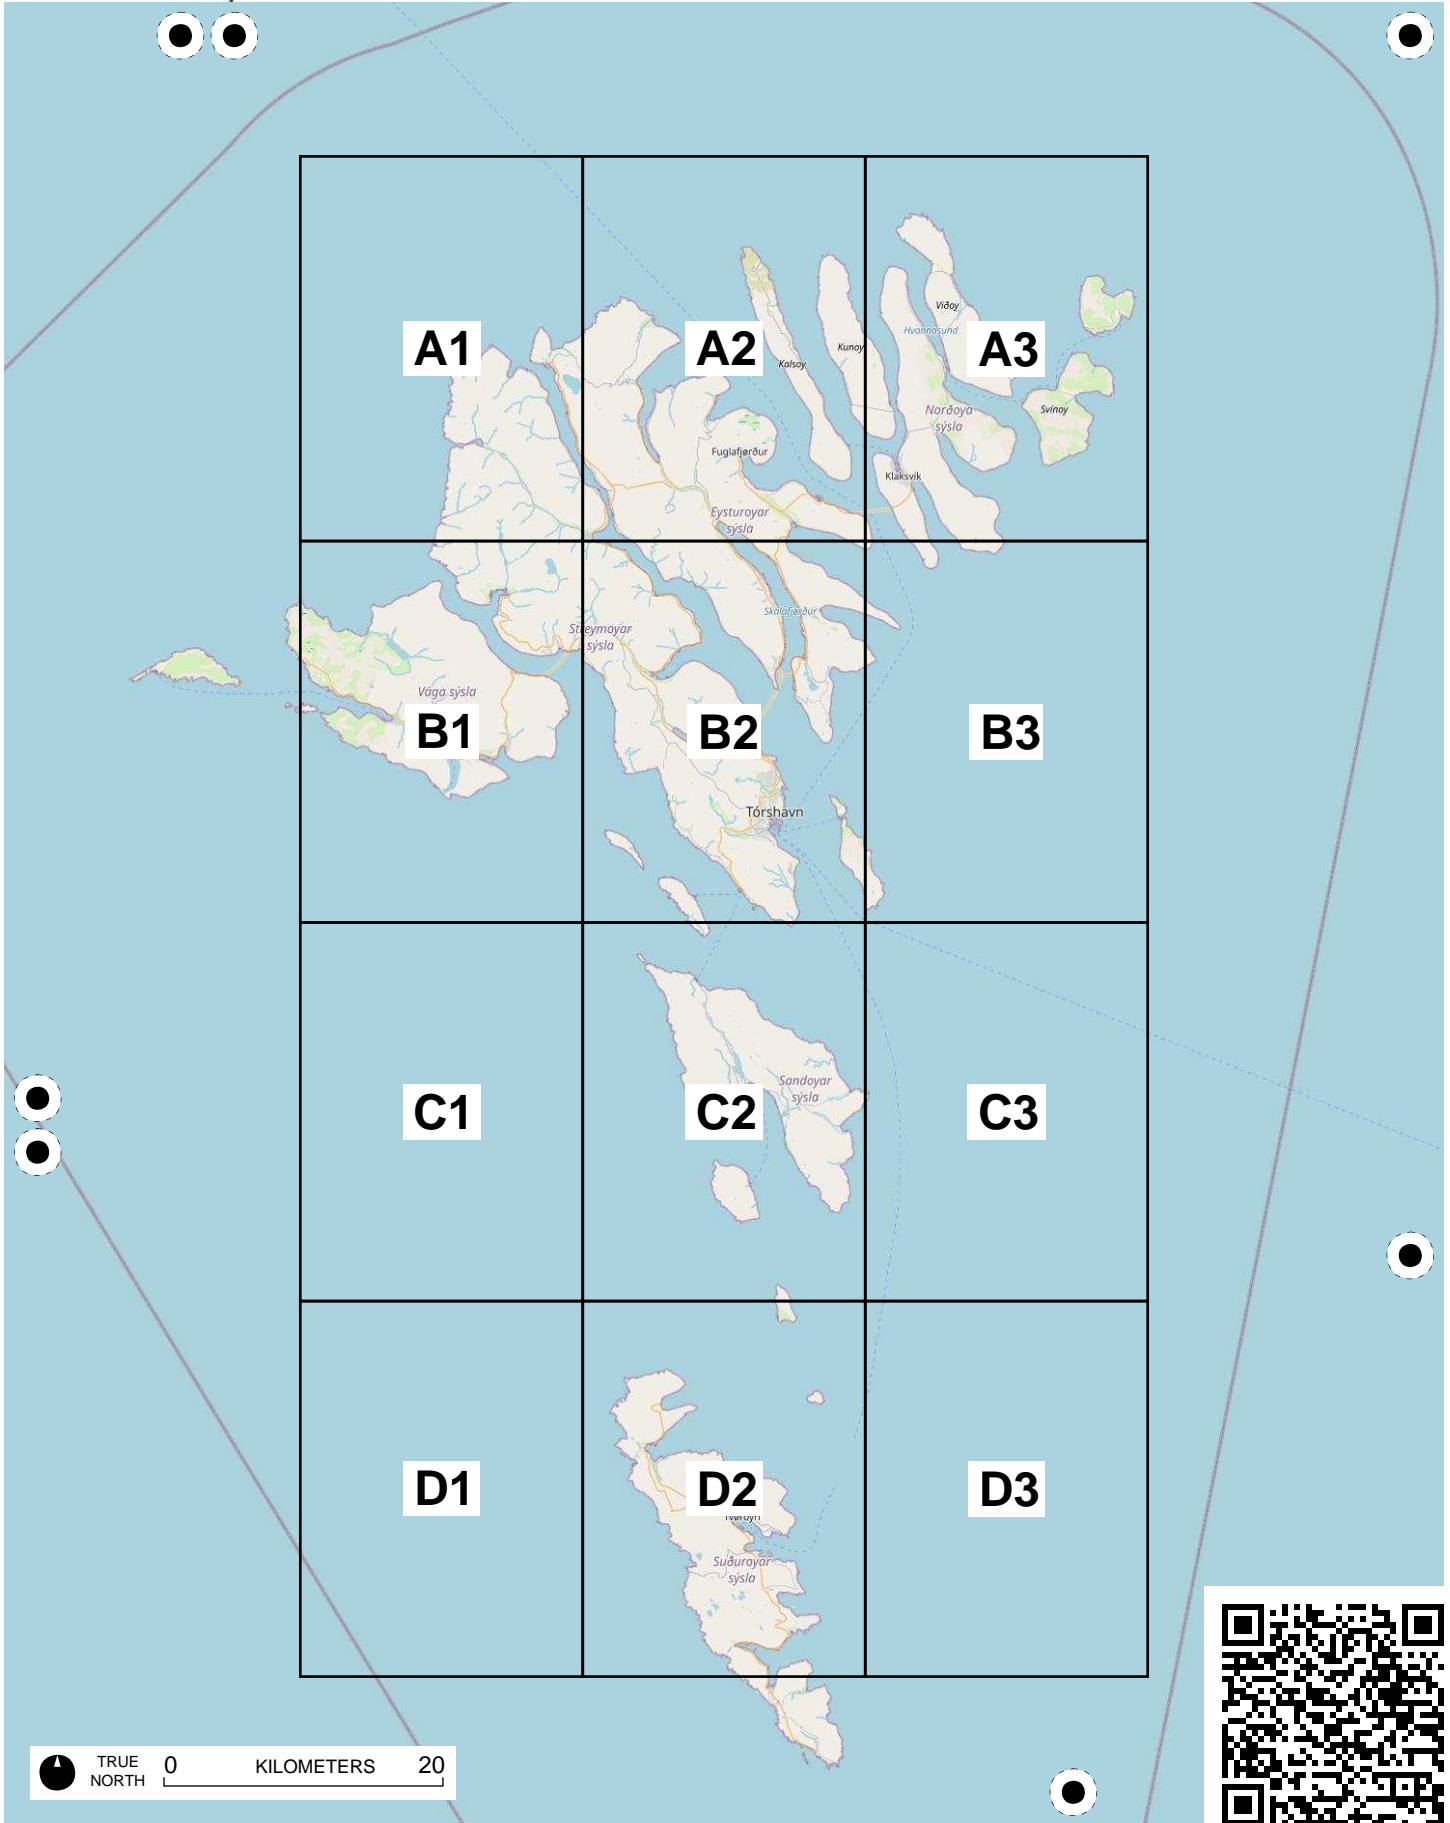 Viðoy
Hvannasund
A1
A2
A3
Kunoy
Kalsoy
Norðoya
sýsla
Svínoy
Fuglafjørður
Klaksvík
Eysturoyar
sýsla
Skálafjørður
Streymoyar
sýsla
Vága sýsla
B1
B2
B3
Tórshavn
Sandoyar
sýsla
C1
C2
C3
D1
D2
D3
Suðuroyar
sýsla
TRUE
NORTH
0 KILOMETERS 20